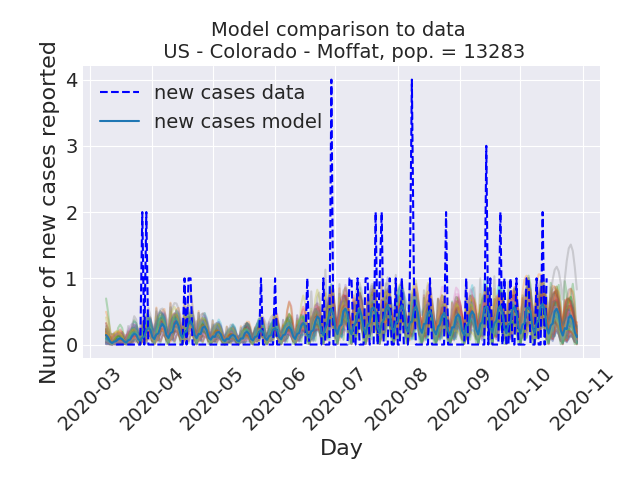 Model comparison to data
US - Colorado - Moffat, pop. = 13283
Number of new cases reported
4
3
2
1
0
new cases data
new cases model
2020-03
2020-04
2020-05
2020-06
2020-07
2020-08
2020-09
2020-10
2020-11
Day